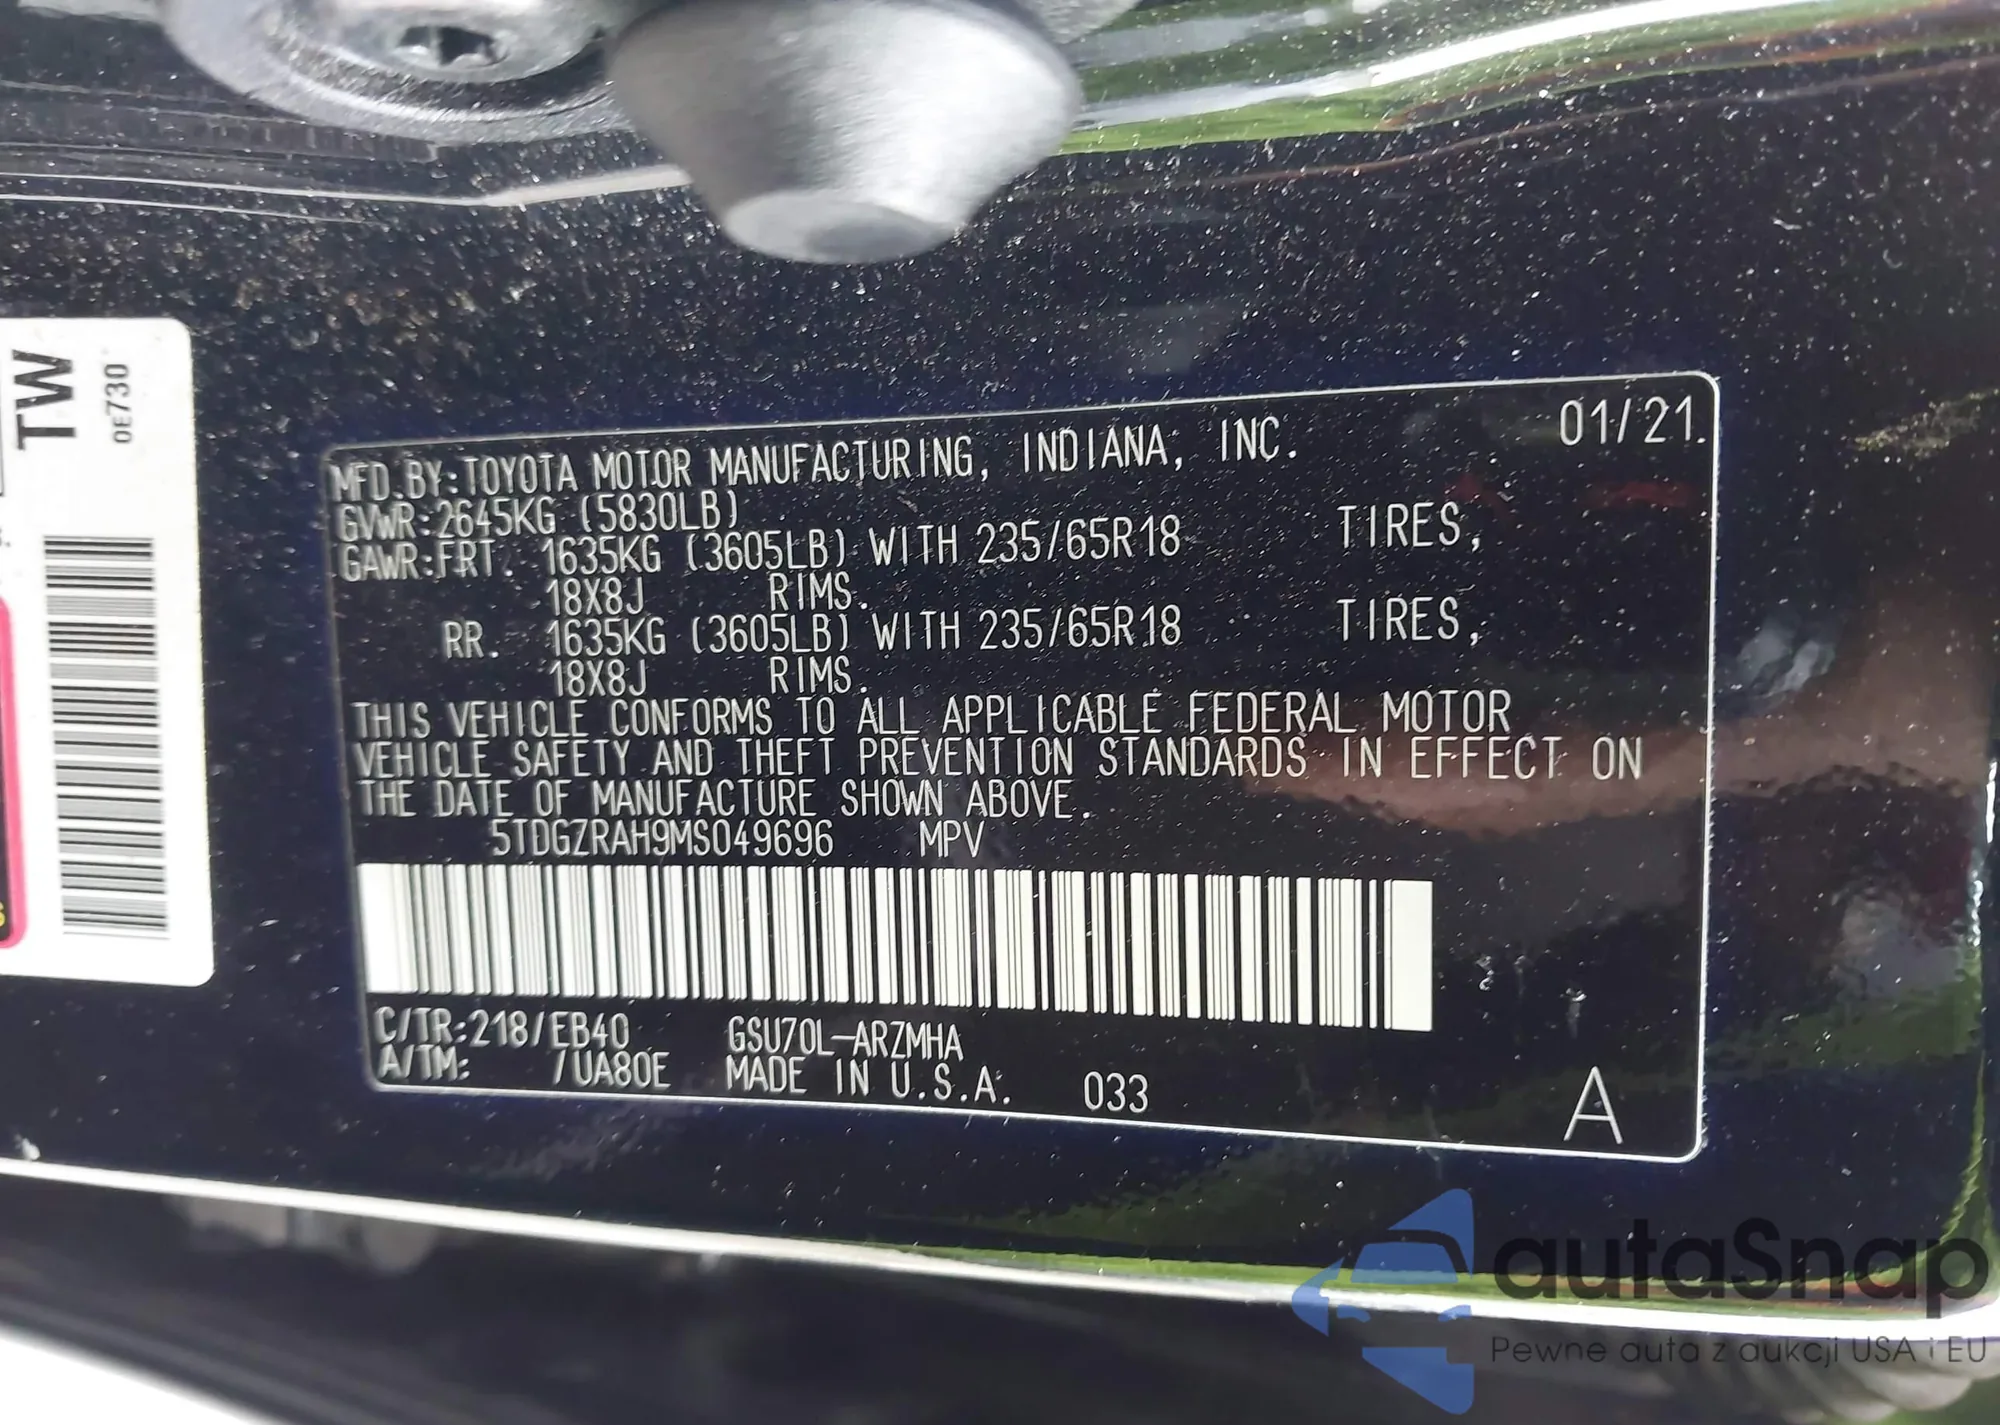 TW
0E730
01/21
MFD.BY:TOYOTA MOTOR MANUFACTURING, INDIANA, INC.
GVWR:2645KG (5830LB)
GAWR:FRT. 1635KG (3605LB) WITH 235/65R18 TIRES,
18X8J RIMS.
RR. 1635KG (3605LB) WITH 235/65R18 TIRES,
18X8J RIMS.
THIS VEHICLE CONFORMS TO ALL APPLICABLE FEDERAL MOTOR
VEHICLE SAFETY AND THEFT PREVENTION STANDARDS IN EFFECT ON
THE DATE OF MANUFACTURE SHOWN ABOVE.
5TDGZRAH9MS049696 MPV
C/TR:218/EB40 GSU70L-ARZMHA
A/TM: /UA80E MADE IN U.S.A. 033
A
autaSnap
Pewne auta z aukcji USA i EU